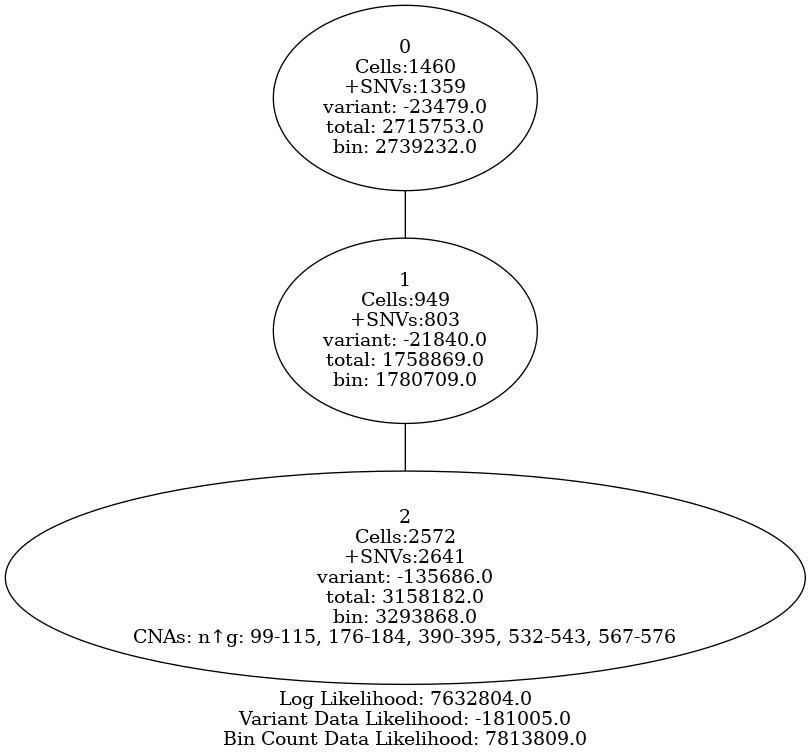 0
Cells:1460
+SNVs:1359
variant: -23479.0
total: 2715753.0
bin: 2739232.0
1
Cells:949
+SNVs:803
variant: -21840.0
total: 1758869.0
bin: 1780709.0
2
Cells:2572
+SNVs:2641
variant: -135686.0
total: 3158182.0
bin: 3293868.0
CNAs: n↑g: 99-115, 176-184, 390-395, 532-543, 567-576
Log Likelihood: 7632804.0
Variant Data Likelihood: -181005.0
Bin Count Data Likelihood: 7813809.0